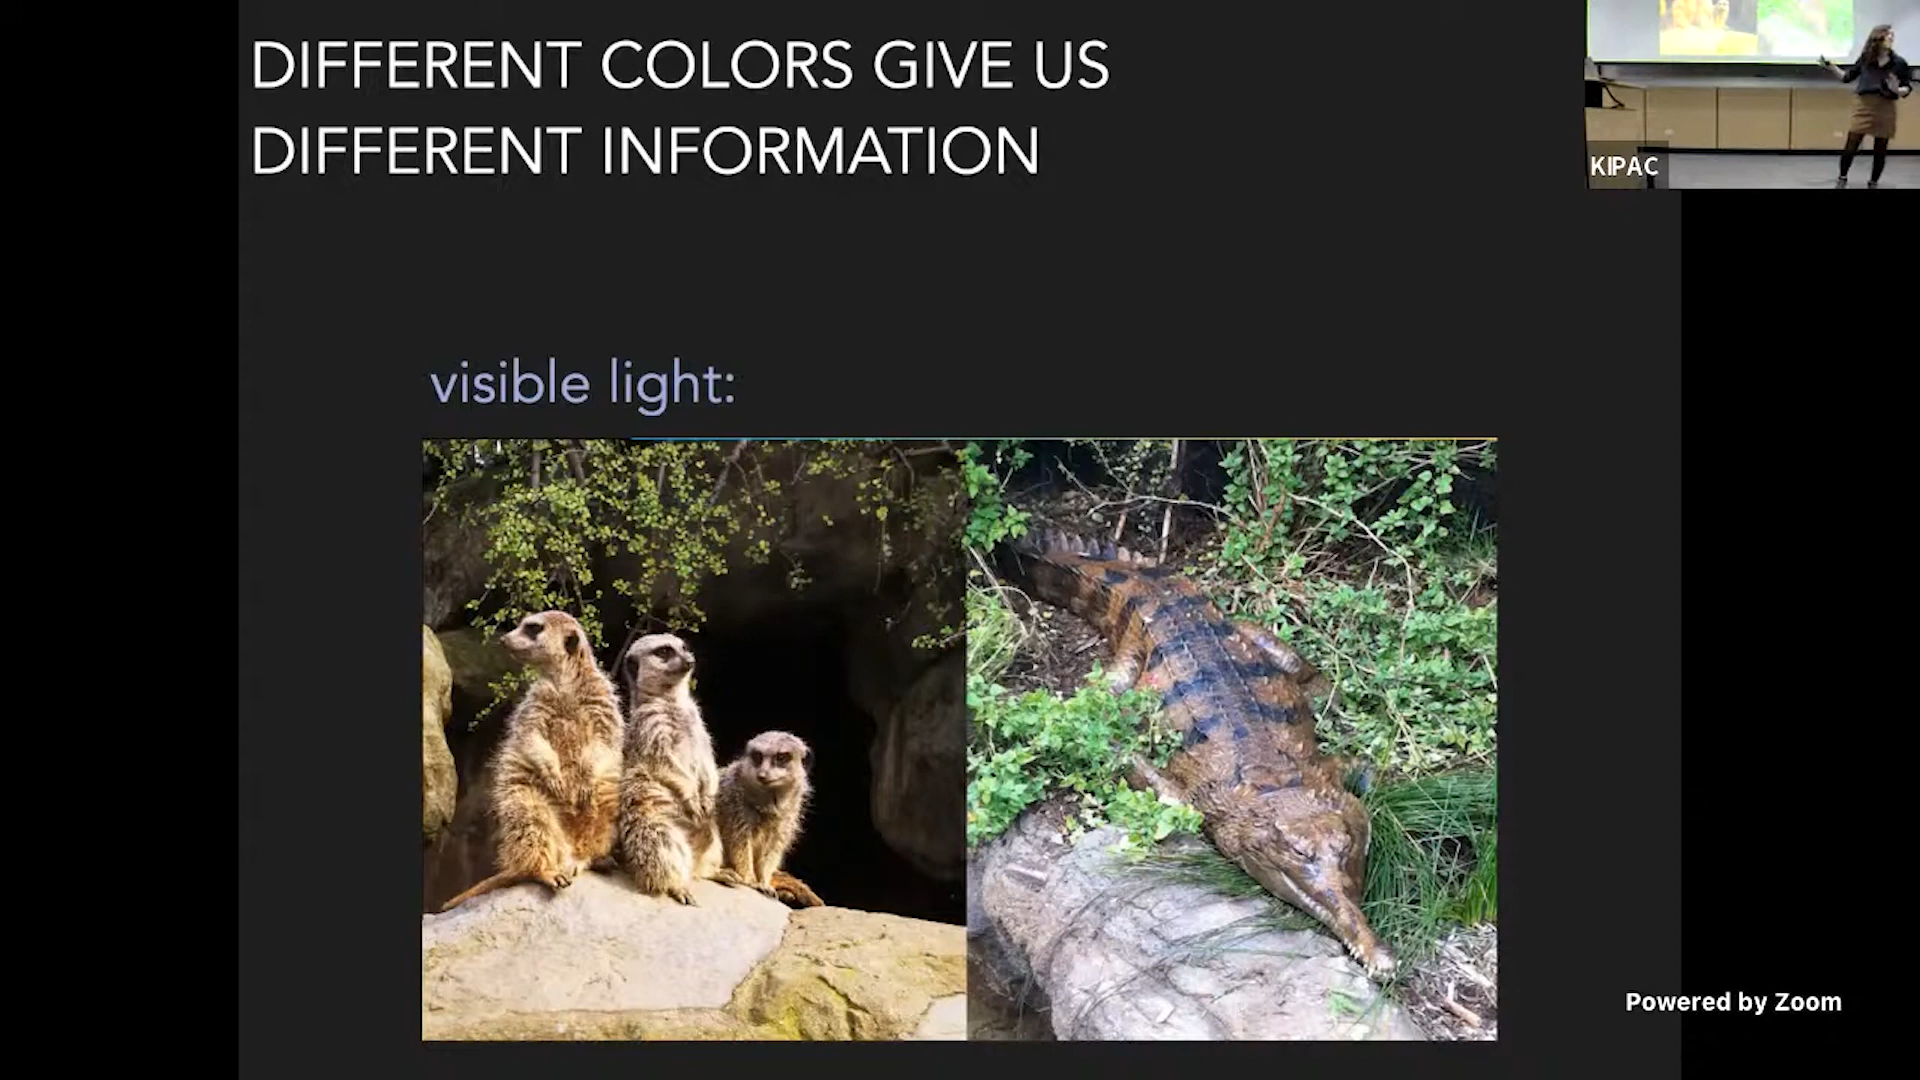 DIFFERENT COLORS GIVE US
DIFFERENT INFORMATION
KIPAC
visible light:
Powered by Zoom